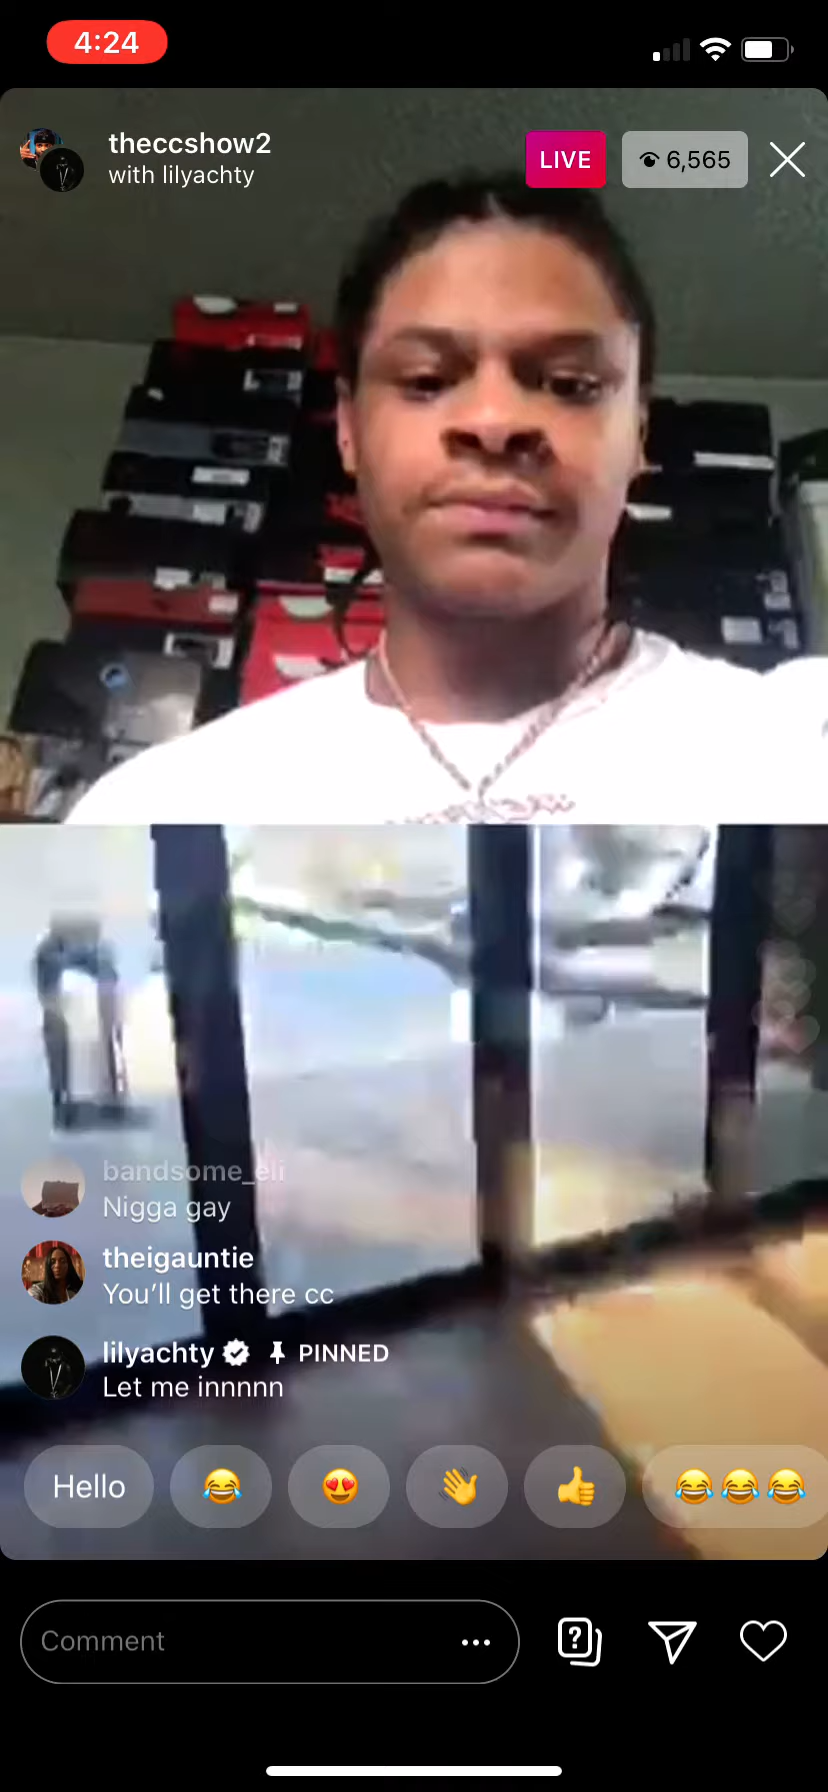 4:24
theccshow2
with lilyachty
LIVE
6,565
bandsome_eli
Nigga gay
theigauntie
You'll get there cc
lilyachty PINNED
Let me innnnn
Hello
Comment